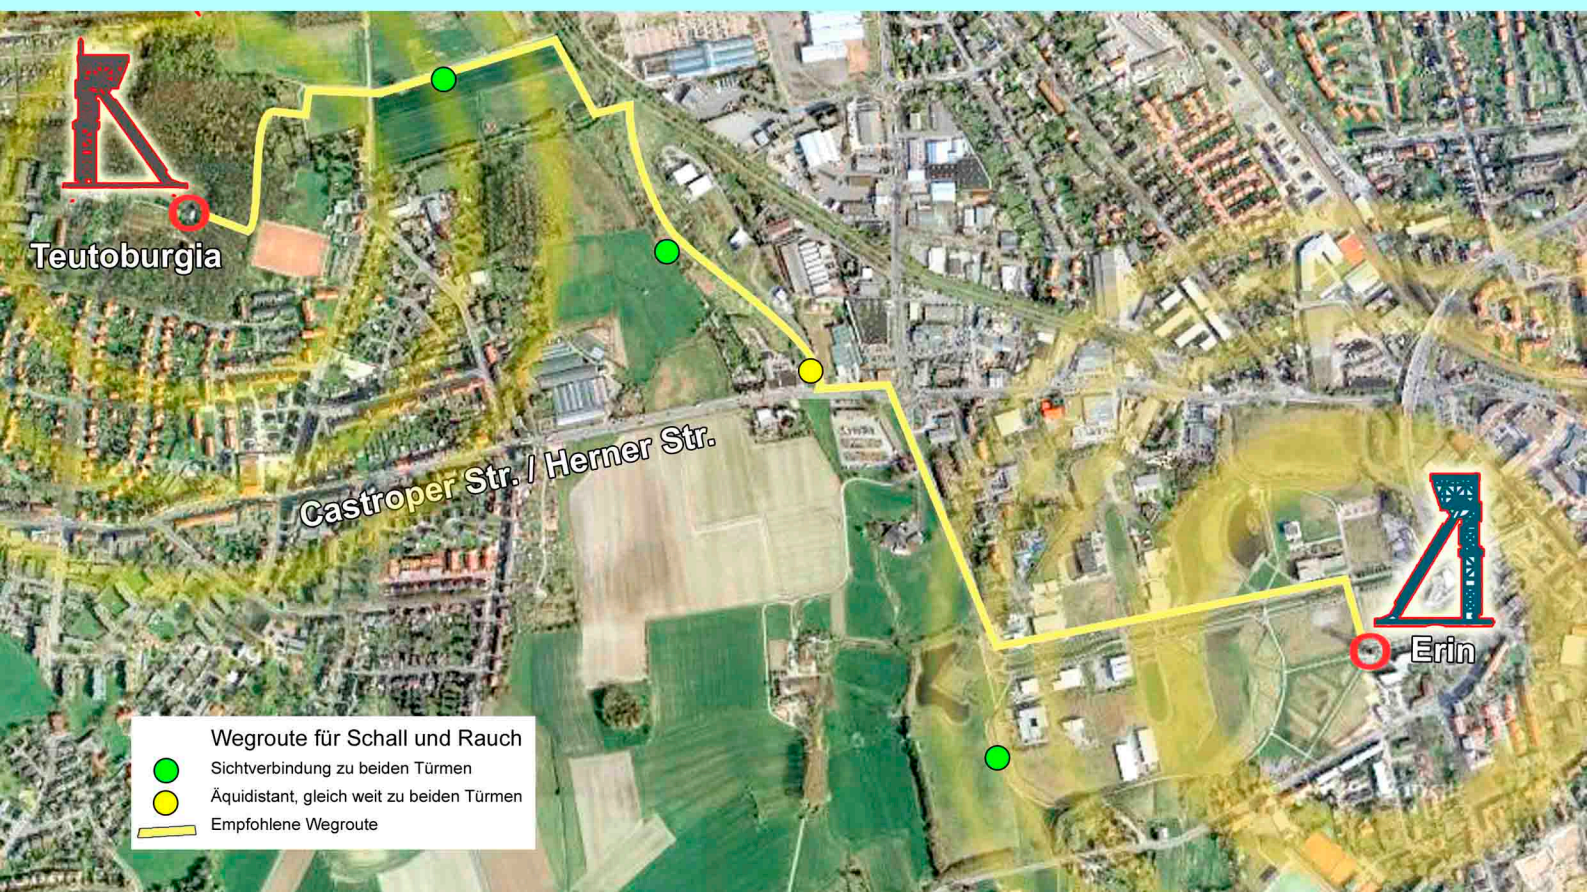 Teutoburgia
Castroper Str. / Herner Str.
Erin
Wegroute für Schall und Rauch
Sichtverbindung zu beiden Türmen
Äquidistant, gleich weit zu beiden Türmen
Empfohlene Wegroute